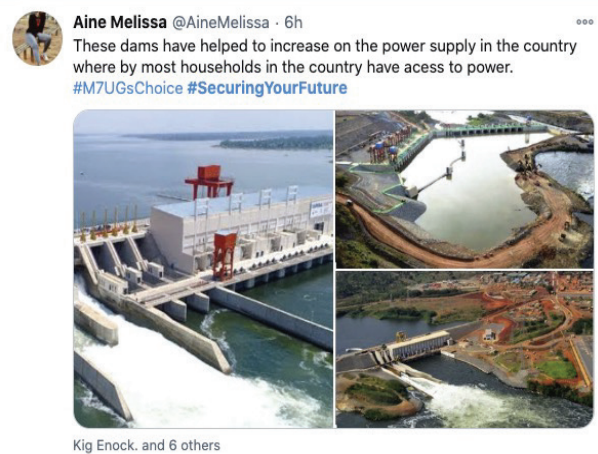 Aine Melissa @AineMelissa · 6h
These dams have helped to increase on the power supply in the country
where by most households in the country have acess to power.
#M7UGsChoice #SecuringYourFuture
Kig Enock. and 6 others